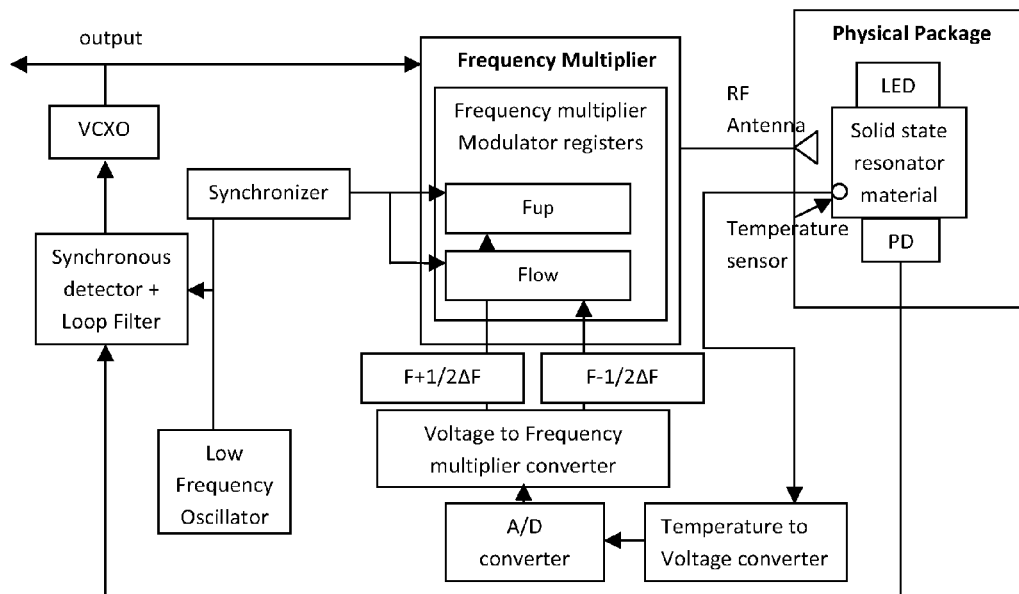 output
VCXO
Synchronizer
Synchronous
detector +
Loop Filter
Low
Frequency
Oscillator
Frequency Multiplier
Frequency multiplier
Modulator registers
Fup
Flow
F+1/2ΔF
F-1/2ΔF
Voltage to Frequency
multiplier converter
A/D
converter
Temperature to
Voltage converter
RF
Antenna
Physical Package
LED
Solid state
resonator
material
PD
Temperature
sensor